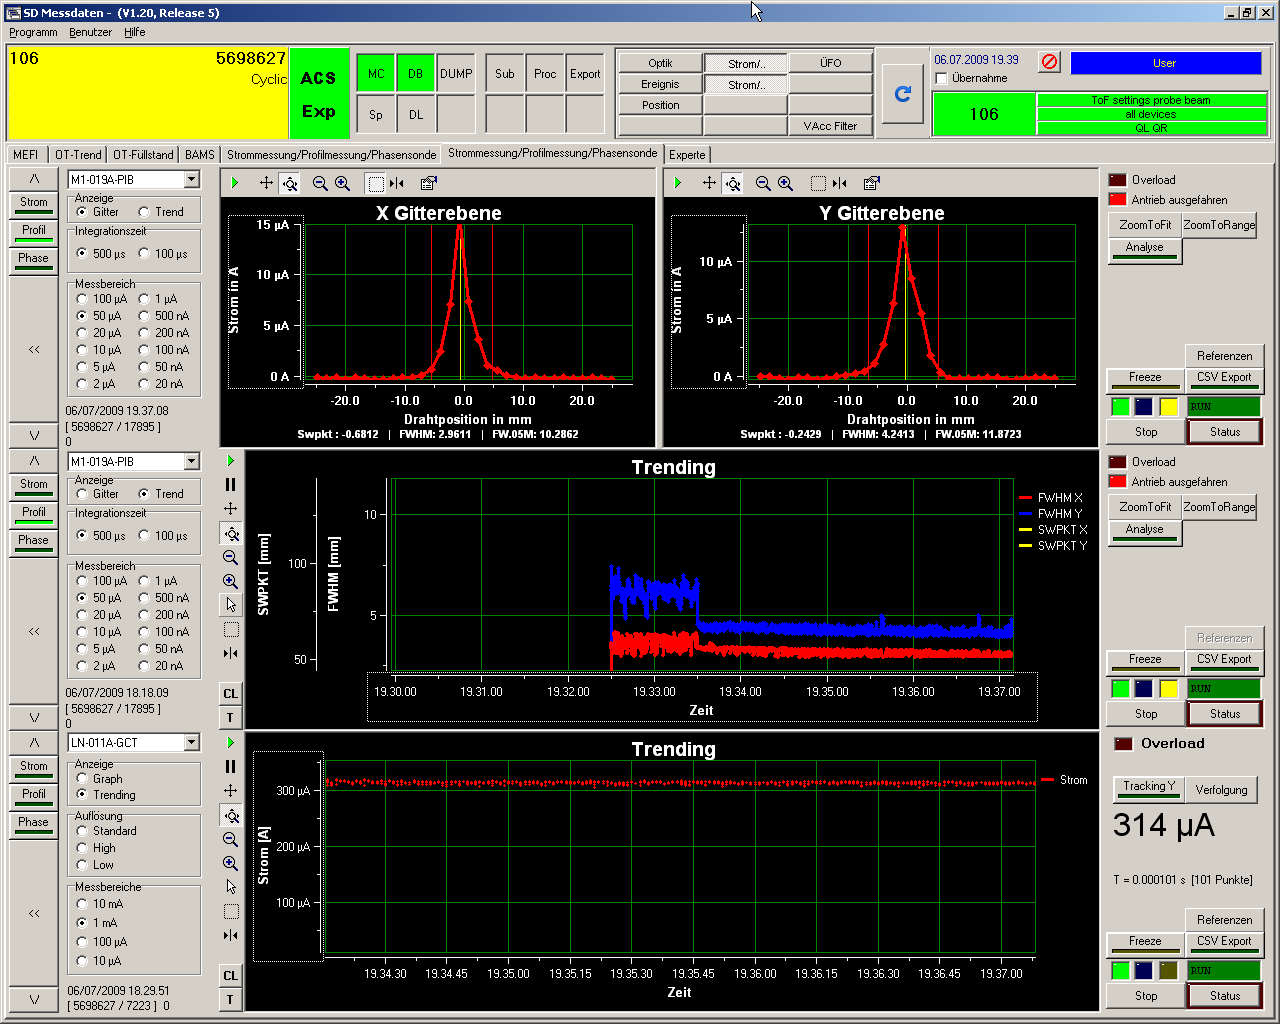 SD Messdaten - (V1.20, Release 5)
Programm Benutzer Hilfe
106 5698627
Cyclic
ACS
Exp
MC DB DUMP
Sp DL
Sub Proc Export
Optik Strom/.. ÜFO
Ereignis Strom/..
Position
VAcc Filter
06.07.2009 19.39
Übernahme
User
106
ToF settings probe beam
all devices
QL QR
MEFI OT-Trend OT-Füllstand BAMS Strommessung/Profilmessung/Phasensonde Strommessung/Profilmessung/Phasensonde Experte
/\
Strom
Profil
Phase
<<
\/
M1-019A-PIB
Anzeige
Gitter Trend
Integrationszeit
500 µs 100 µs
Messbereich
100 µA 1 µA
50 µA 500 nA
20 µA 200 nA
10 µA 100 nA
5 µA 50 nA
2 µA 20 nA
06/07/2009 19.37.08
[ 5698627 / 17895 ]
0
X Gitterebene
Strom in A
15 µA
10 µA
5 µA
0 A
-20.0 -10.0 0.0 10.0 20.0
Drahtposition in mm
Swpkt : -0.6812 | FWHM: 2.9611 | FW.05M: 10.2862
Y Gitterebene
Strom in A
10 µA
5 µA
0 A
-20.0 -10.0 0.0 10.0 20.0
Drahtposition in mm
Swpkt : -0.2429 | FWHM: 4.2413 | FW.05M: 11.8723
Overload
Antrieb ausgefahren
ZoomToFit ZoomToRange
Analyse
Referenzen
Freeze CSV Export
RUN
Stop Status
/\
Strom
Profil
Phase
<<
\/
M1-019A-PIB
Anzeige
Gitter Trend
Integrationszeit
500 µs 100 µs
Messbereich
100 µA 1 µA
50 µA 500 nA
20 µA 200 nA
10 µA 100 nA
5 µA 50 nA
2 µA 20 nA
06/07/2009 18.18.09
[ 5698627 / 17895 ]
0
CL
T
Trending
SWPKT [mm]
100
50
FWHM [mm]
10
5
FWHM X
FWHM Y
SWPKT X
SWPKT Y
19.30.00 19.31.00 19.32.00 19.33.00 19.34.00 19.35.00 19.36.00 19.37.00
Zeit
Overload
Antrieb ausgefahren
ZoomToFit ZoomToRange
Analyse
Referenzen
Freeze CSV Export
RUN
Stop Status
/\
Strom
Profil
Phase
<<
\/
LN-011A-GCT
Anzeige
Graph
Trending
Auflösung
Standard
High
Low
Messbereiche
10 mA
1 mA
100 µA
10 µA
06/07/2009 18.29.51
[ 5698627 / 7223 ] 0
CL
T
Trending
Strom [A]
300 µA
200 µA
100 µA
Strom
19.34.30 19.34.45 19.35.00 19.35.15 19.35.30 19.35.45 19.36.00 19.36.15 19.36.30 19.36.45 19.37.00
Zeit
Overload
Tracking Y Verfolgung
314 µA
T = 0.000101 s [101 Punkte]
Referenzen
Freeze CSV Export
RUN
Stop Status